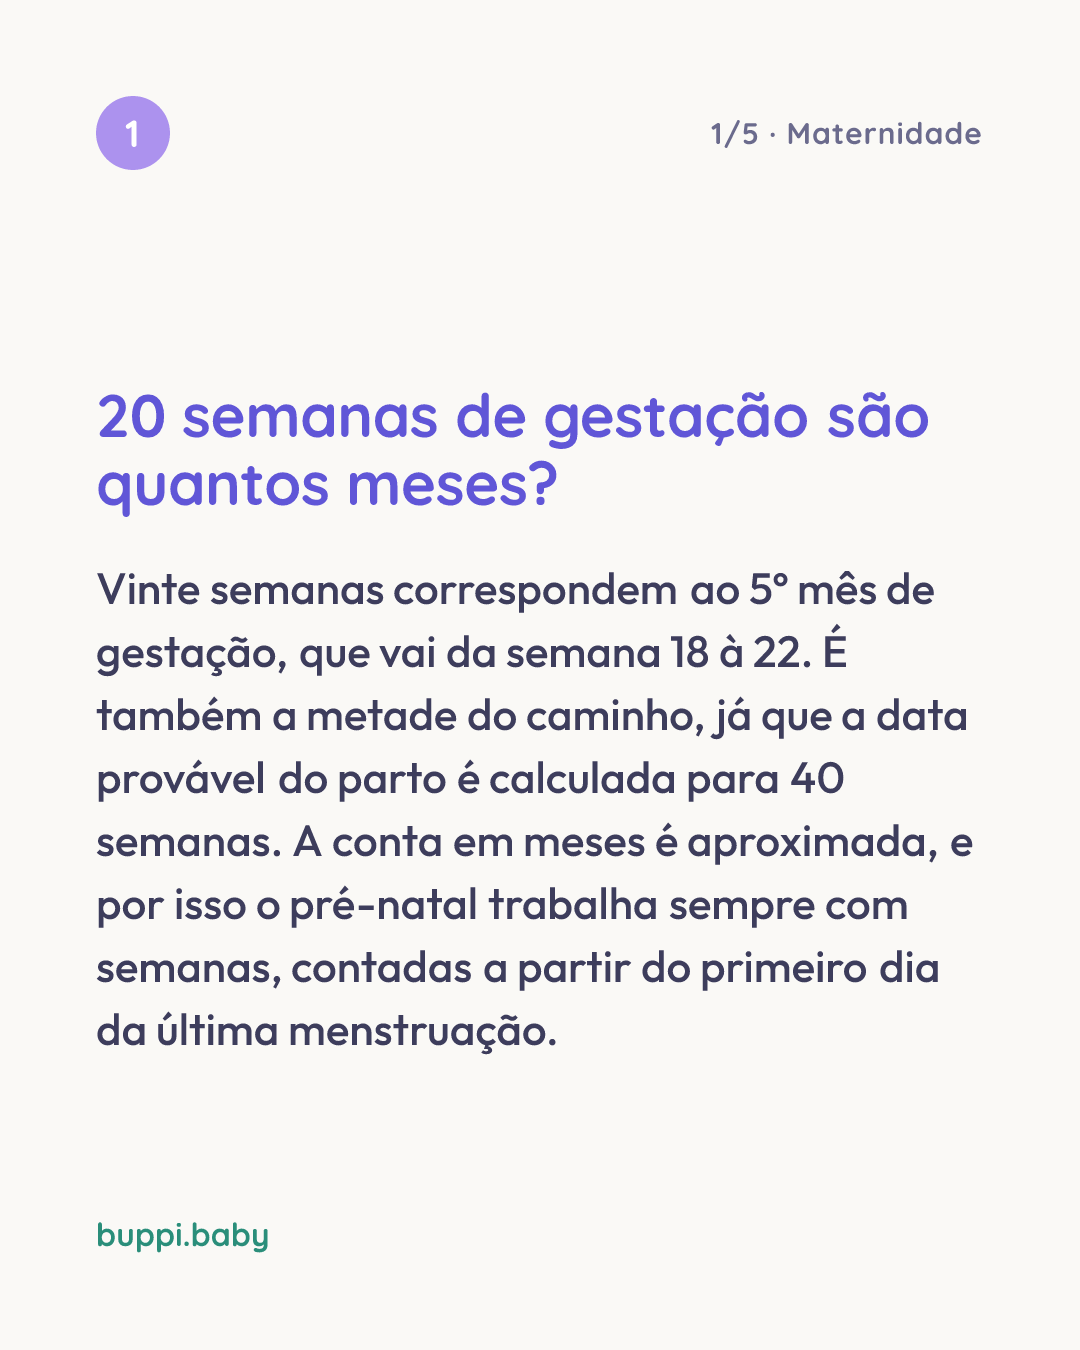 1
1/5 · Maternidade
20 semanas de gestação são
quantos meses?
Vinte semanas correspondem ao 5º mês de
gestação, que vai da semana 18 à 22. É
também a metade do caminho, já que a data
provável do parto é calculada para 40
semanas. A conta em meses é aproximada, e
por isso o pré-natal trabalha sempre com
semanas, contadas a partir do primeiro dia
da última menstruação.
buppi.baby